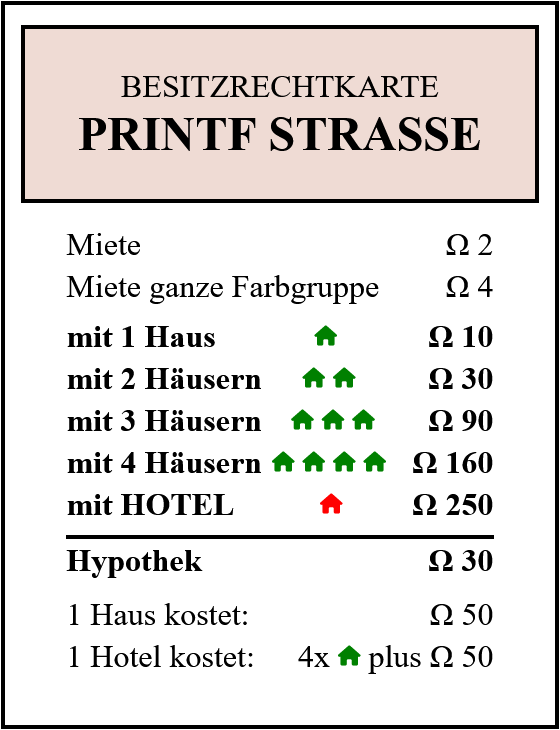 BESITZRECHTKARTE
PRINTF STRASSE
Miete Ω 2
Miete ganze Farbgruppe Ω 4
mit 1 Haus Ω 10
mit 2 Häusern Ω 30
mit 3 Häusern Ω 90
mit 4 Häusern Ω 160
mit HOTEL Ω 250
Hypothek Ω 30
1 Haus kostet: Ω 50
1 Hotel kostet: 4x plus Ω 50